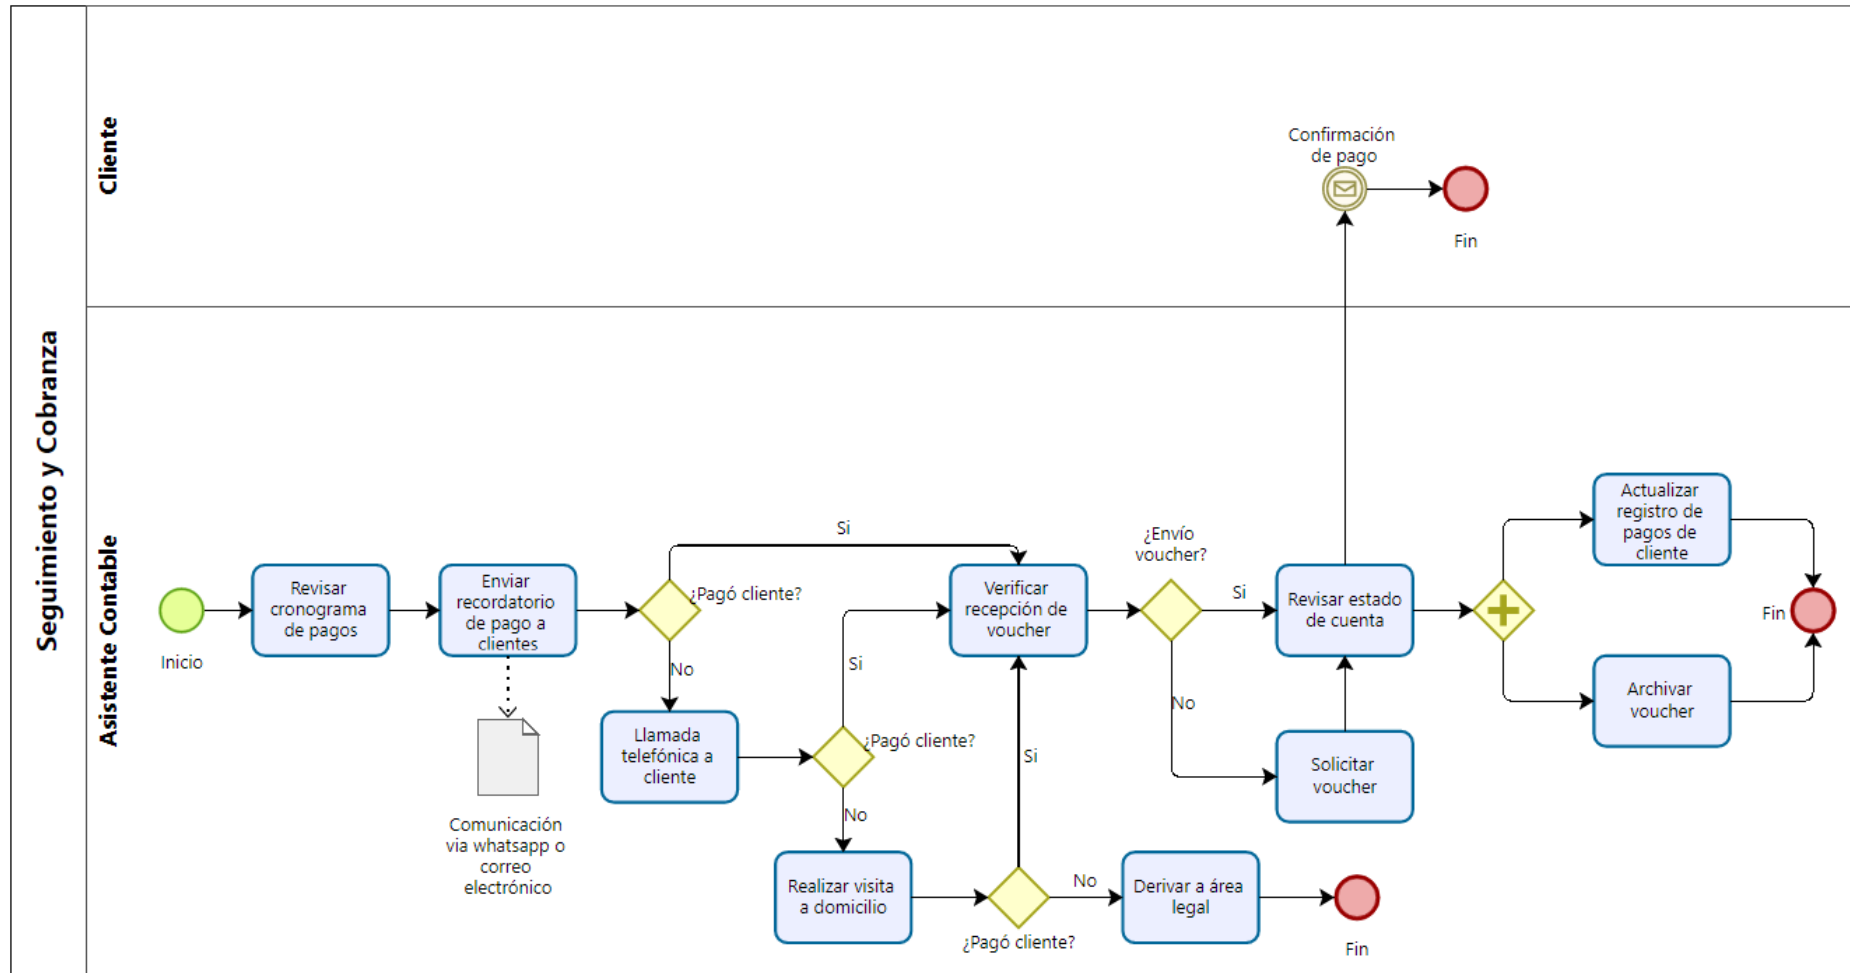 Seguimiento y Cobranza
Cliente
Confirmación
de pago
Fin
Asistente Contable
Inicio
Revisar
cronograma
de pagos
Enviar
recordatorio
de pago a
clientes
Comunicación
via whatsapp o
correo
electrónico
¿Pagó cliente?
Si
No
Llamada
telefónica a
cliente
¿Pagó cliente?
Si
No
Realizar visita
a domicilio
¿Pagó cliente?
Si
No
Derivar a área
legal
Fin
Verificar
recepción de
voucher
¿Envío
voucher?
Si
No
Solicitar
voucher
Revisar estado
de cuenta
Actualizar
registro de
pagos de
cliente
Archivar
voucher
Fin